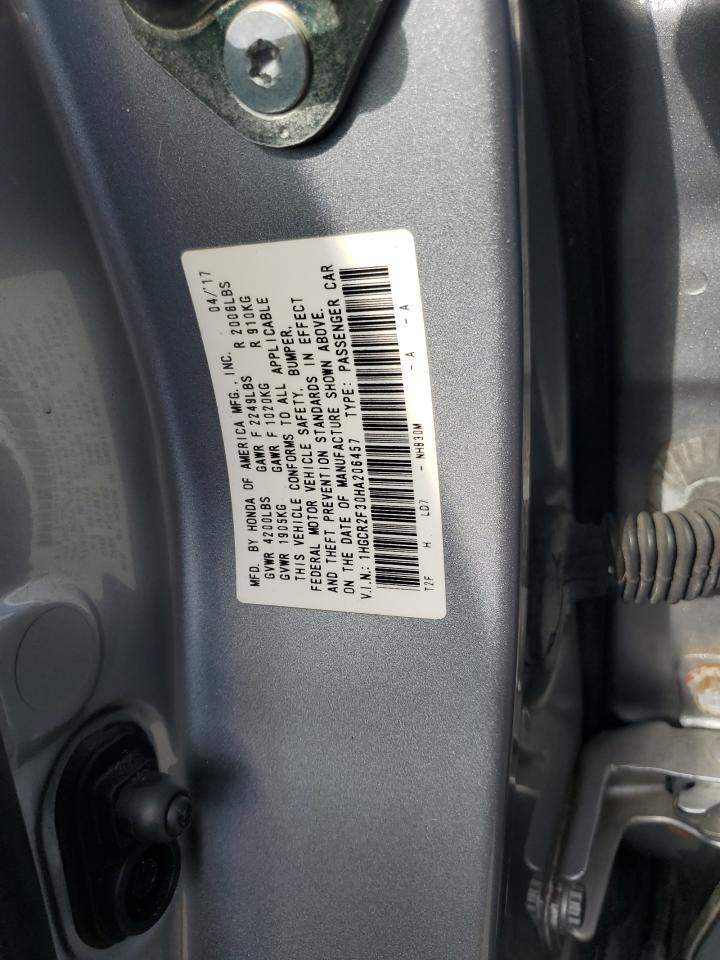 MFD. BY HONDA OF AMERICA MFG., INC. 04/'17
GVWR 4200LBS GAWR F 2249LBS R 2006LBS
GVWR 1905KG GAWR F 1020KG R 910KG
THIS VEHICLE CONFORMS TO ALL APPLICABLE
FEDERAL MOTOR VEHICLE SAFETY, BUMPER,
AND THEFT PREVENTION STANDARDS IN EFFECT
ON THE DATE OF MANUFACTURE SHOWN ABOVE.
V.I.N.: 1HGCR2F30HA206457 TYPE: PASSENGER CAR
T2F H LD7 - NH830M - A - A